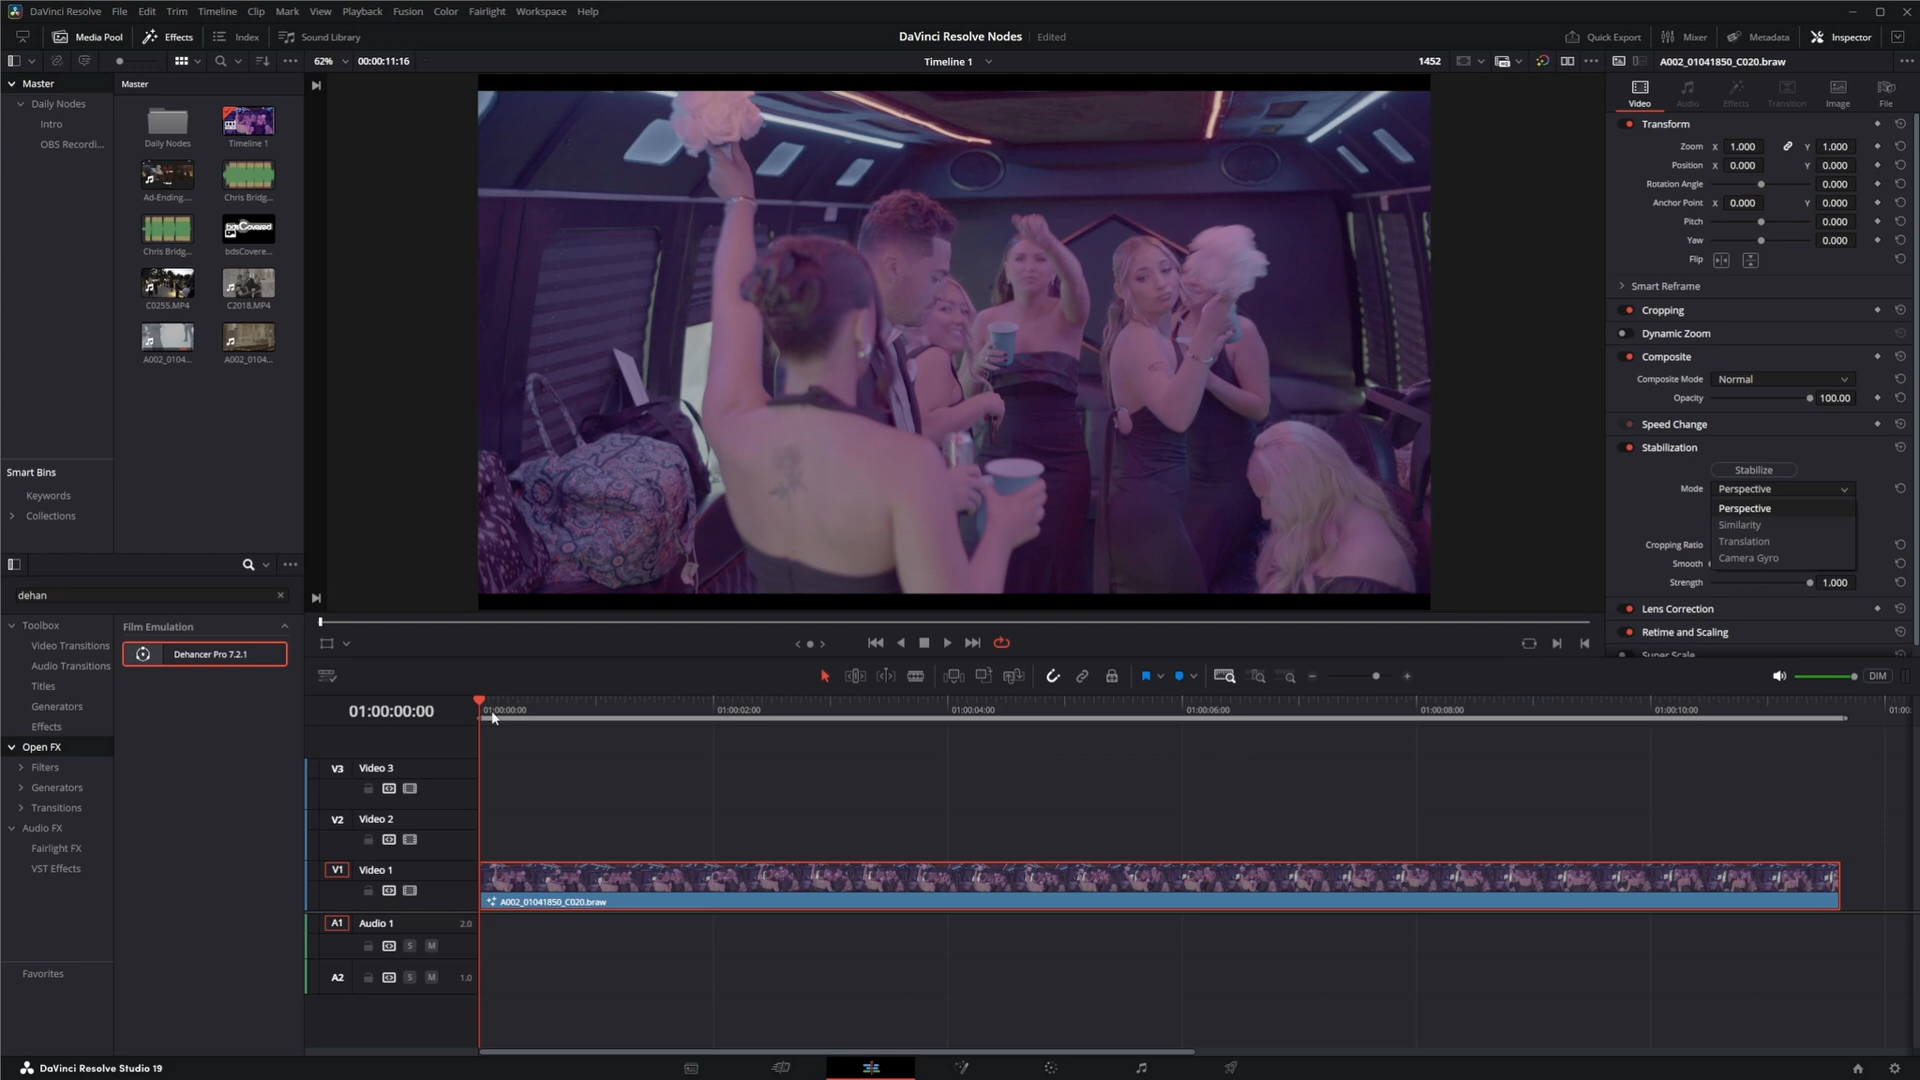 DaVinci Resolve File Edit Trim Timeline Clip Mark View Playback Fusion Color Fairlight Workspace Help
Media Pool Effects Index Sound Library DaVinci Resolve Nodes Edited Quick Export Mixer Metadata Inspector
62% 00:00:11:16 Timeline 1 1452 A002_01041850_C020.braw
Master
Daily Nodes
Intro
OBS Recordi...
Master
Daily Nodes Timeline 1
Ad-Ending.... Chris Bridg...
Chris Bridg... bdsCovere...
C0255.MP4 C2018.MP4
A002_0104... A002_0104...
Smart Bins
Keywords
Collections
Video Audio Effects Transition Image File
Transform
Zoom X 1.000 Y 1.000
Position X 0.000 Y 0.000
Rotation Angle 0.000
Anchor Point X 0.000 Y 0.000
Pitch 0.000
Yaw 0.000
Flip
Smart Reframe
Cropping
Dynamic Zoom
Composite
Composite Mode Normal
Opacity 100.00
Speed Change
Stabilization
Stabilize
Mode Perspective
Perspective
Similarity
Translation
Camera Gyro
Cropping Ratio
Smooth
Strength 1.000
Lens Correction
Retime and Scaling
Super Scale
dehan
Toolbox
Video Transitions
Audio Transitions
Titles
Generators
Effects
Open FX
Filters
Generators
Transitions
Audio FX
Fairlight FX
VST Effects
Favorites
Film Emulation
Dehancer Pro 7.2.1
DIM
01:00:00:00 01:00:00:00 01:00:02:00 01:00:04:00 01:00:06:00 01:00:08:00 01:00:10:00 01:00:
V3 Video 3
V2 Video 2
V1 Video 1
A002_01041850_C020.braw
A1 Audio 1 2.0
S M
A2 S M 1.0
DaVinci Resolve Studio 19